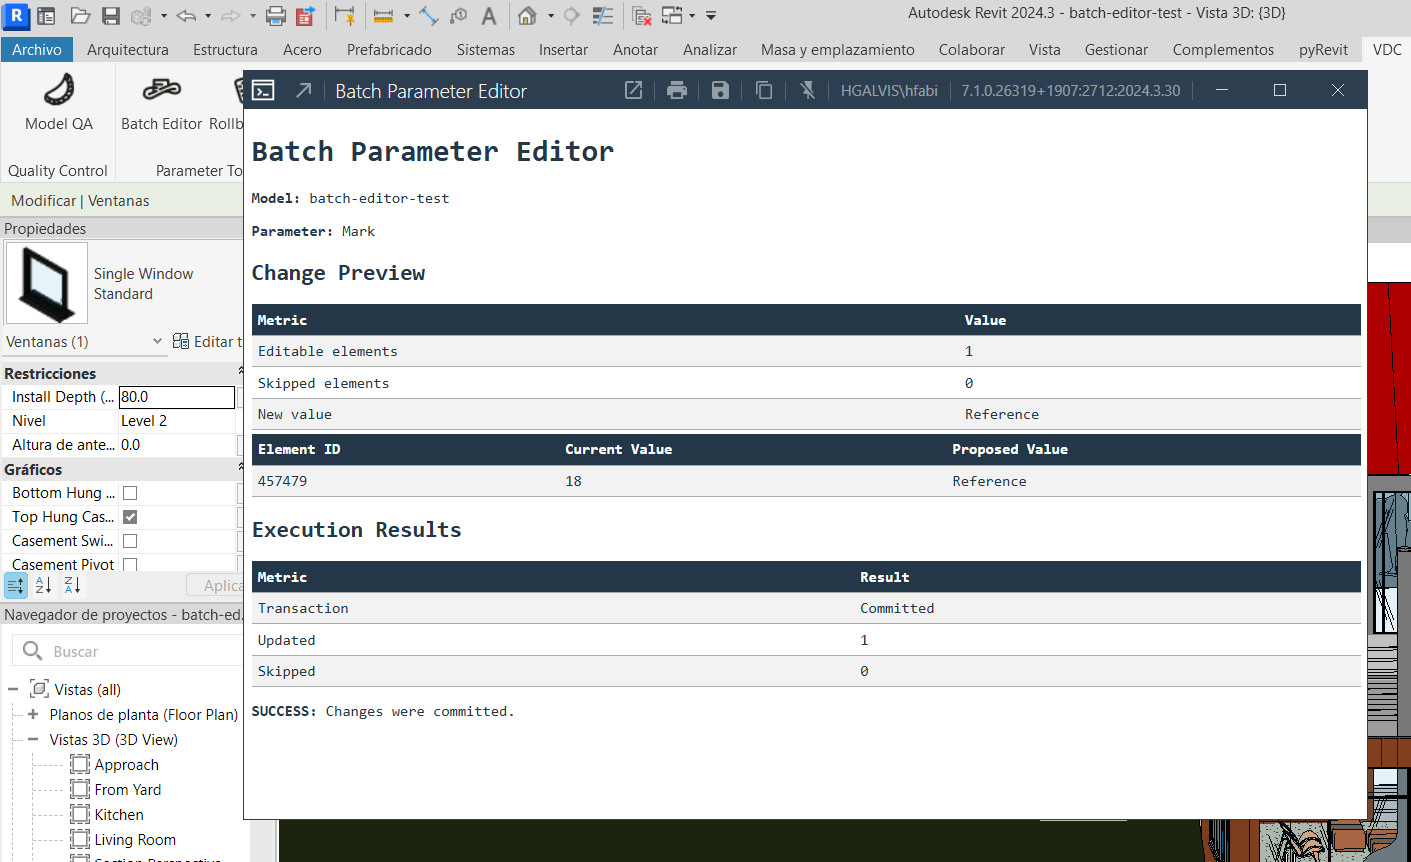 Autodesk Revit 2024.3 - batch-editor-test - Vista 3D: {3D}
Archivo Arquitectura Estructura Acero Prefabricado Sistemas Insertar Anotar Analizar Masa y emplazamiento Colaborar Vista Gestionar Complementos pyRevit VDC
Model QA
Batch Editor Rollb
Quality Control
Parameter To
Modificar | Ventanas
Propiedades
Single Window
Standard
Ventanas (1)
Editar t
Restricciones
Install Depth (... 80.0
Nivel Level 2
Altura de ante... 0.0
Gráficos
Bottom Hung ...
Top Hung Cas...
Casement Swi...
Casement Pivot
Aplica
Navegador de proyectos - batch-ed.
Buscar
Vistas (all)
Planos de planta (Floor Plan)
Vistas 3D (3D View)
Approach
From Yard
Kitchen
Living Room
Section Perspective
Batch Parameter Editor
HGALVIS\hfabi
7.1.0.26319+1907:2712:2024.3.30
Batch Parameter Editor
Model: batch-editor-test
Parameter: Mark
Change Preview
Metric Value
Editable elements 1
Skipped elements 0
New value Reference
Element ID Current Value Proposed Value
457479 18 Reference
Execution Results
Metric Result
Transaction Committed
Updated 1
Skipped 0
SUCCESS: Changes were committed.